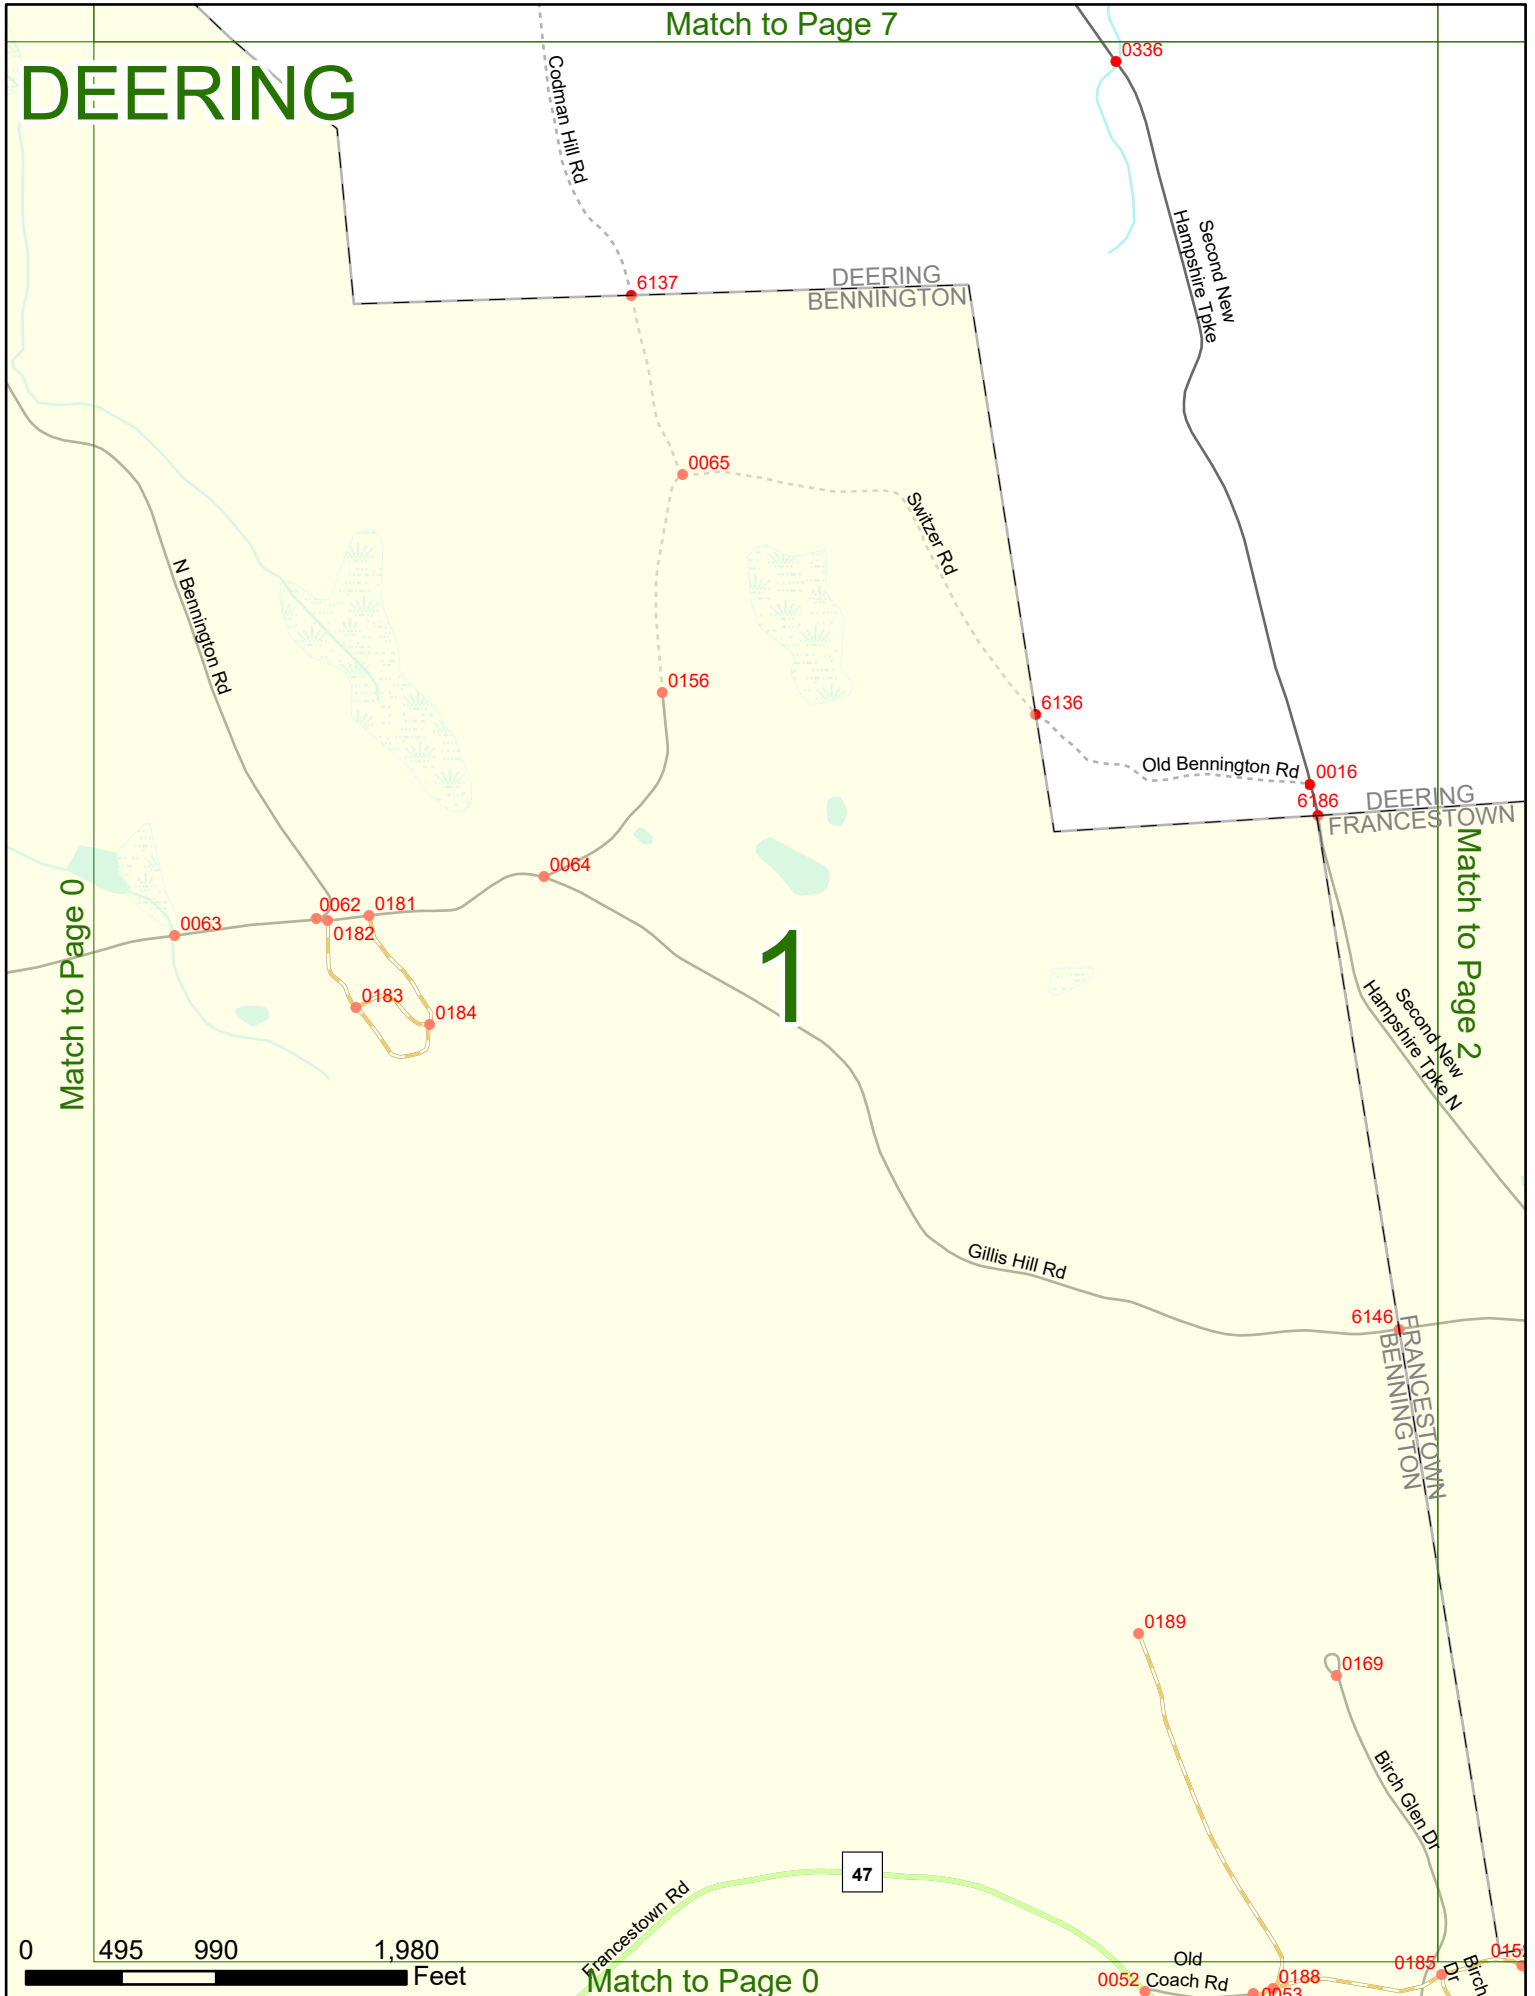 Match to Page 7
DEERING
0336
Codman Hill Rd
Second New
Hampshire Tpke
6137
DEERING
BENNINGTON
0065
Switzer Rd
N Bennington Rd
0156
6136
Old Bennington Rd
0016
6186
DEERING
FRANCESTOWN
Match to Page 0
Match to Page 2
0064
0062
0181
0063
0182
1
0183
0184
Second New
Hampshire Tpke N
Gillis Hill Rd
6146
FRANCESTOWN
BENNINGTON
0189
0169
Birch Glen Dr
47
Francestown Rd
0 495 990 1,980
Feet
Match to Page 0
Old
Coach Rd
0052
0053
0188
0185
Dr
Birch